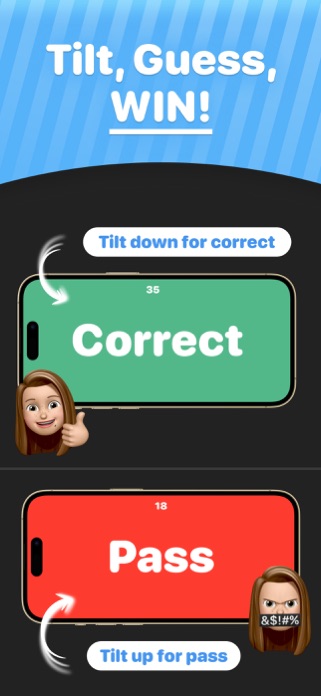 Tilt, Guess,
WIN!
Tilt down for correct
35
Correct
18
Pass
&$!#%
Tilt up for pass